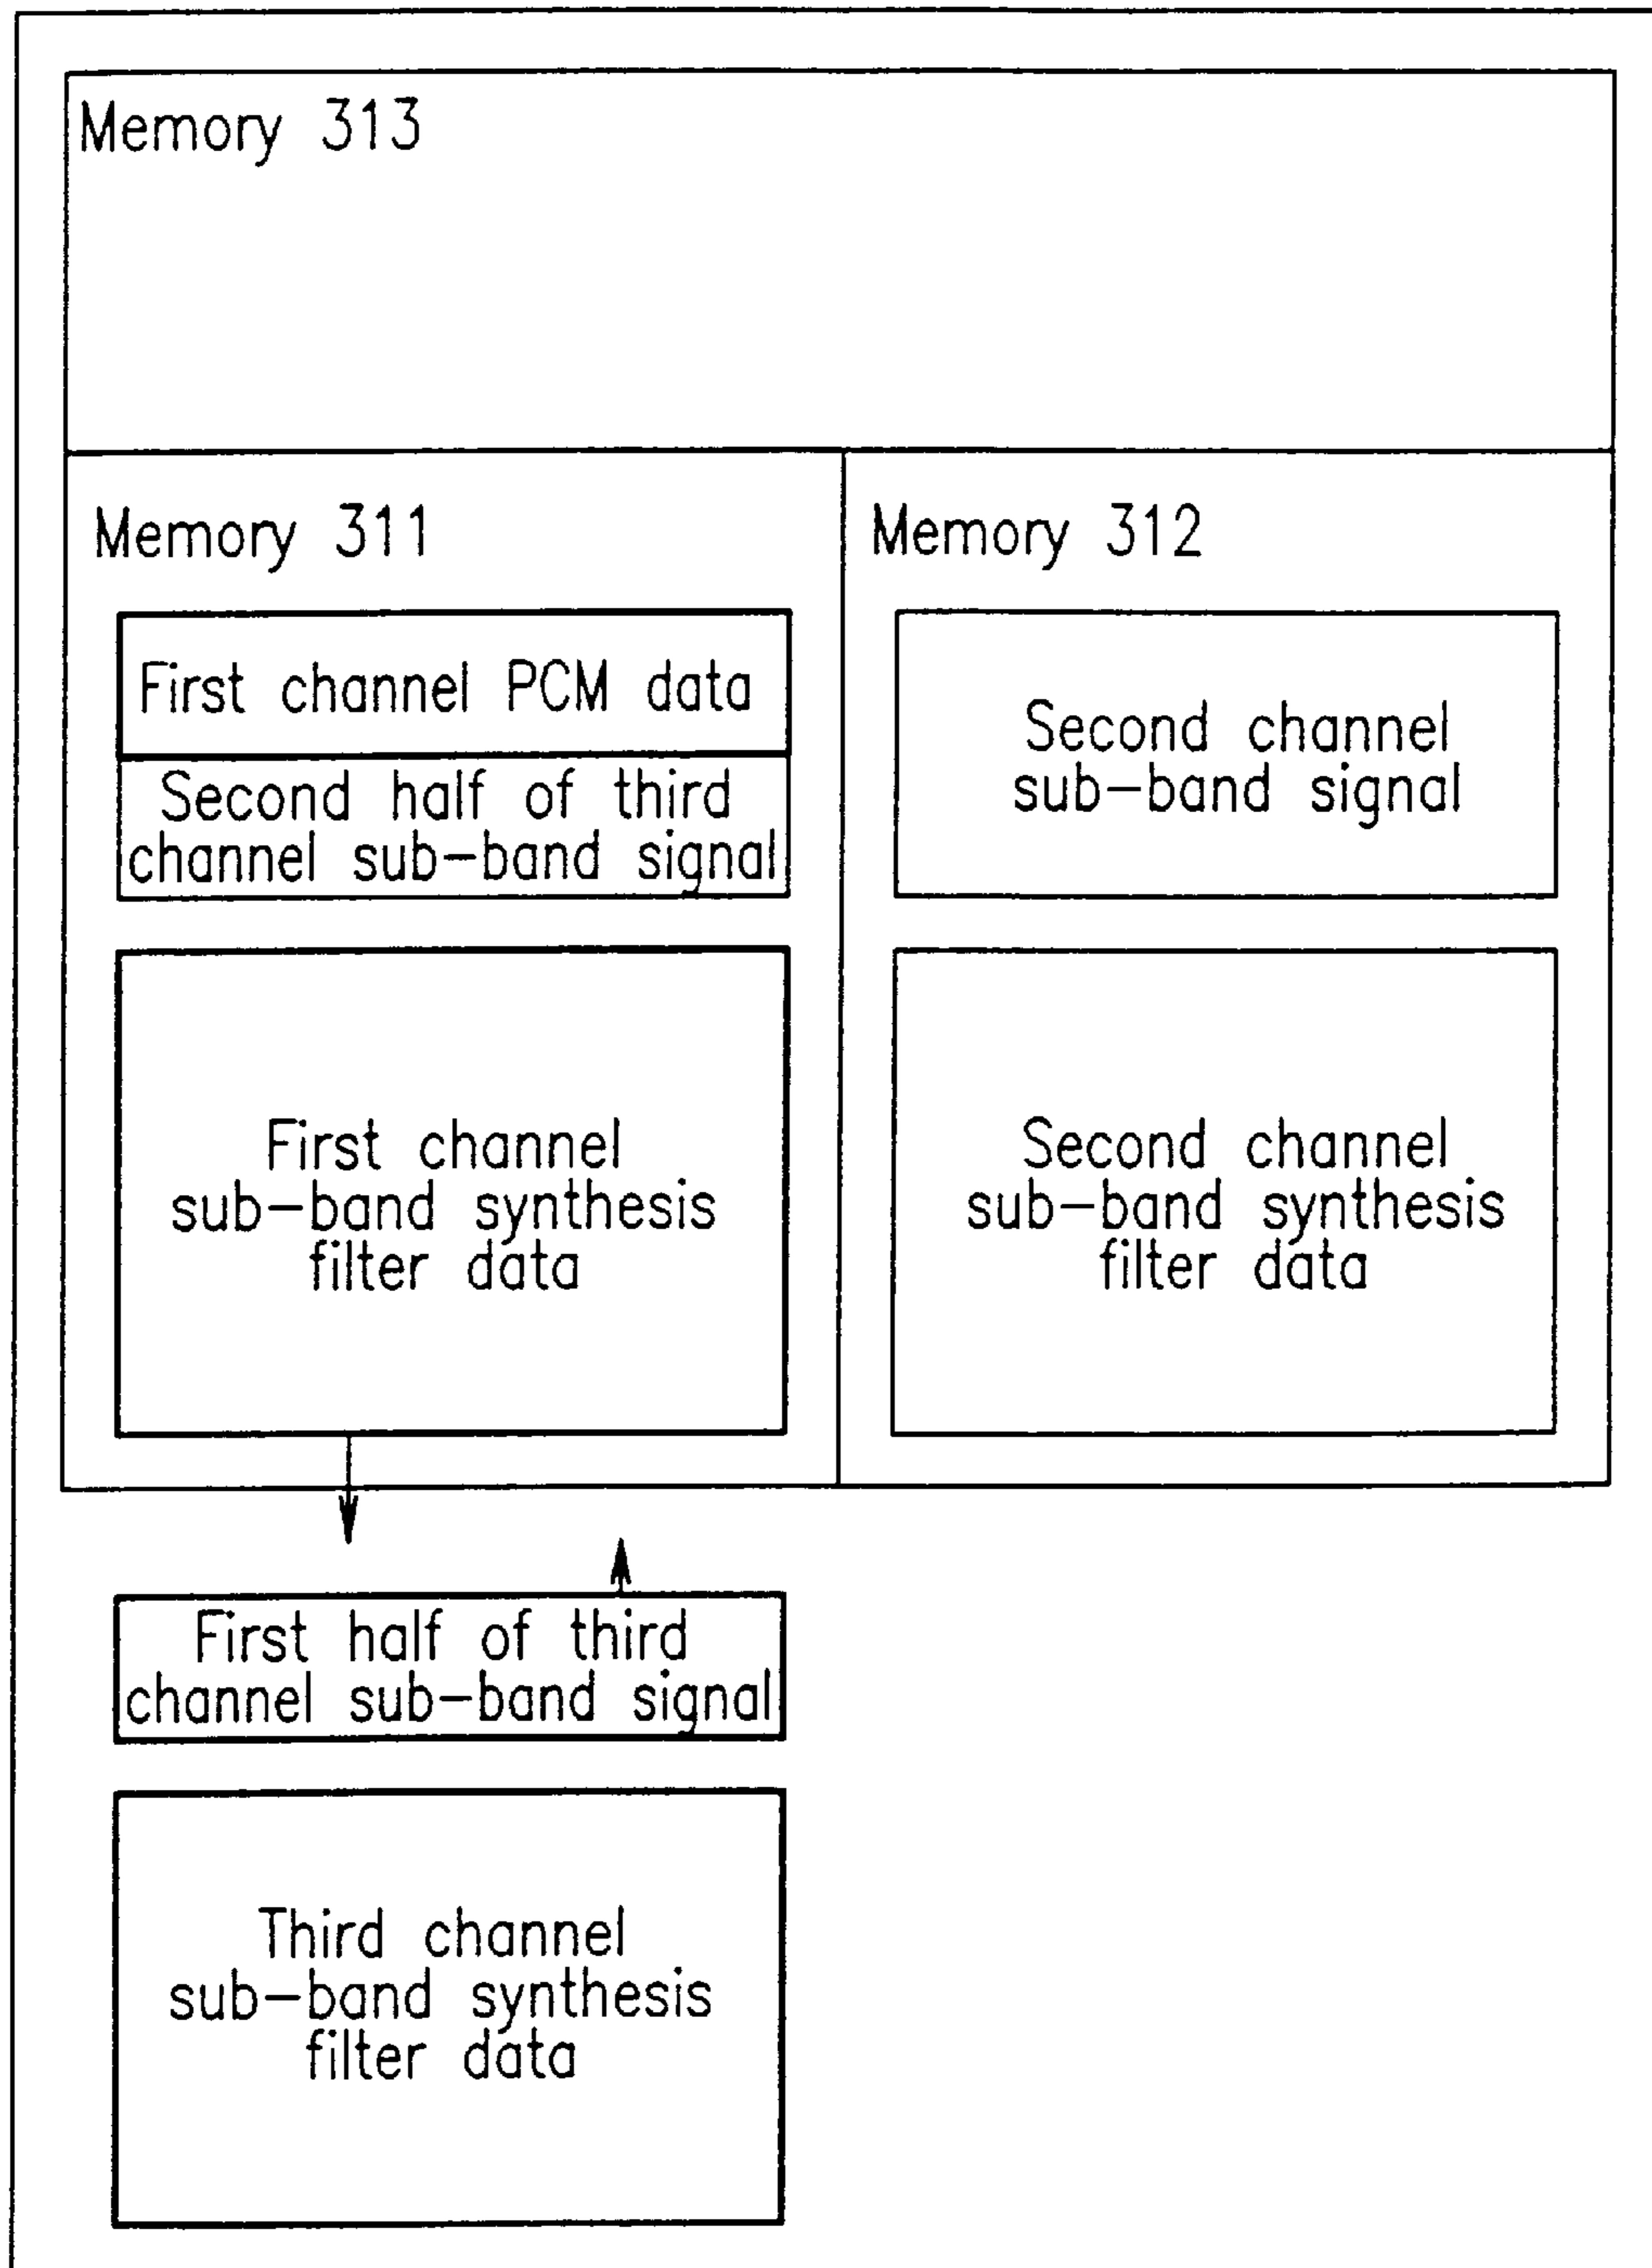 Memory 313
Memory 311
First channel PCM data
Second half of third
channel sub-band signal
First channel
sub-band synthesis
filter data
Memory 312
Second channel
sub-band signal
Second channel
sub-band synthesis
filter data
First half of third
channel sub-band signal
Third channel
sub-band synthesis
filter data